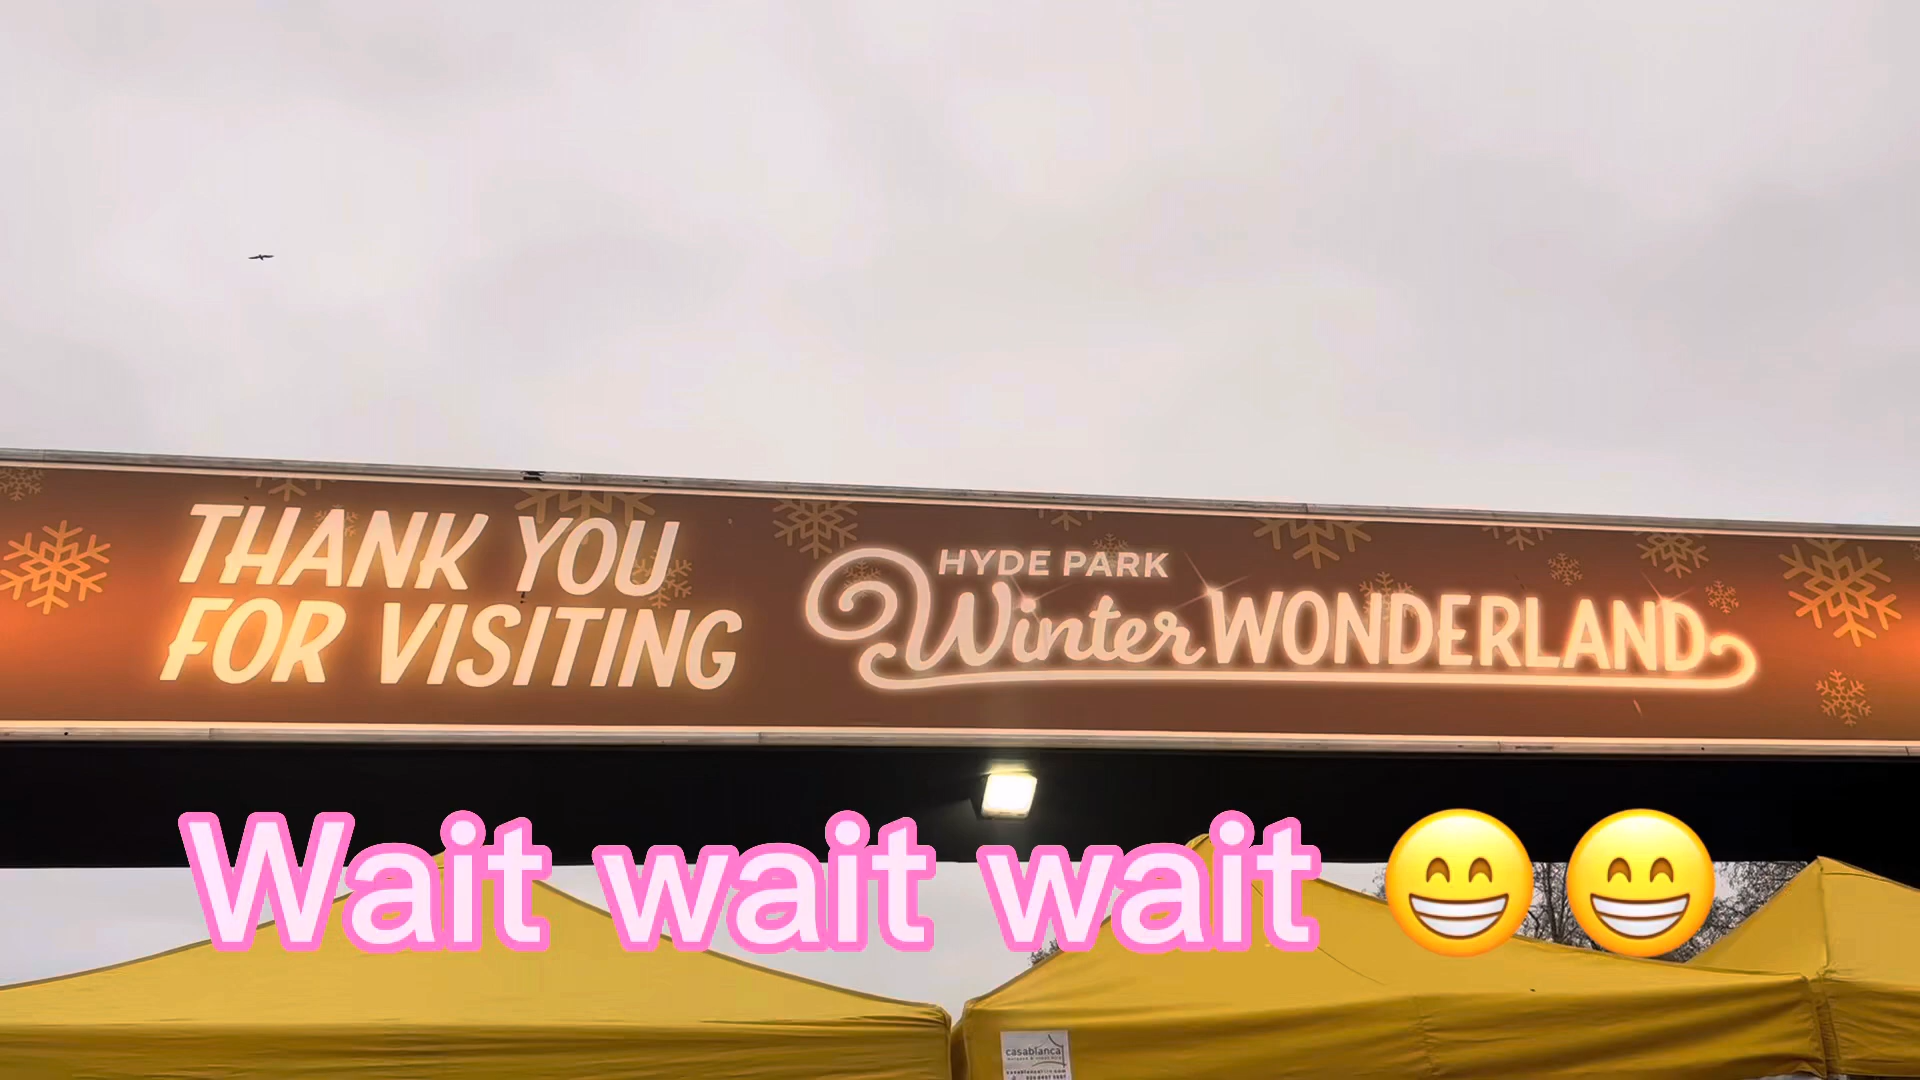 THANK YOU
FOR VISITING
HYDE PARK
Winter WONDERLAND
Wait wait wait 😁😁
casablanca